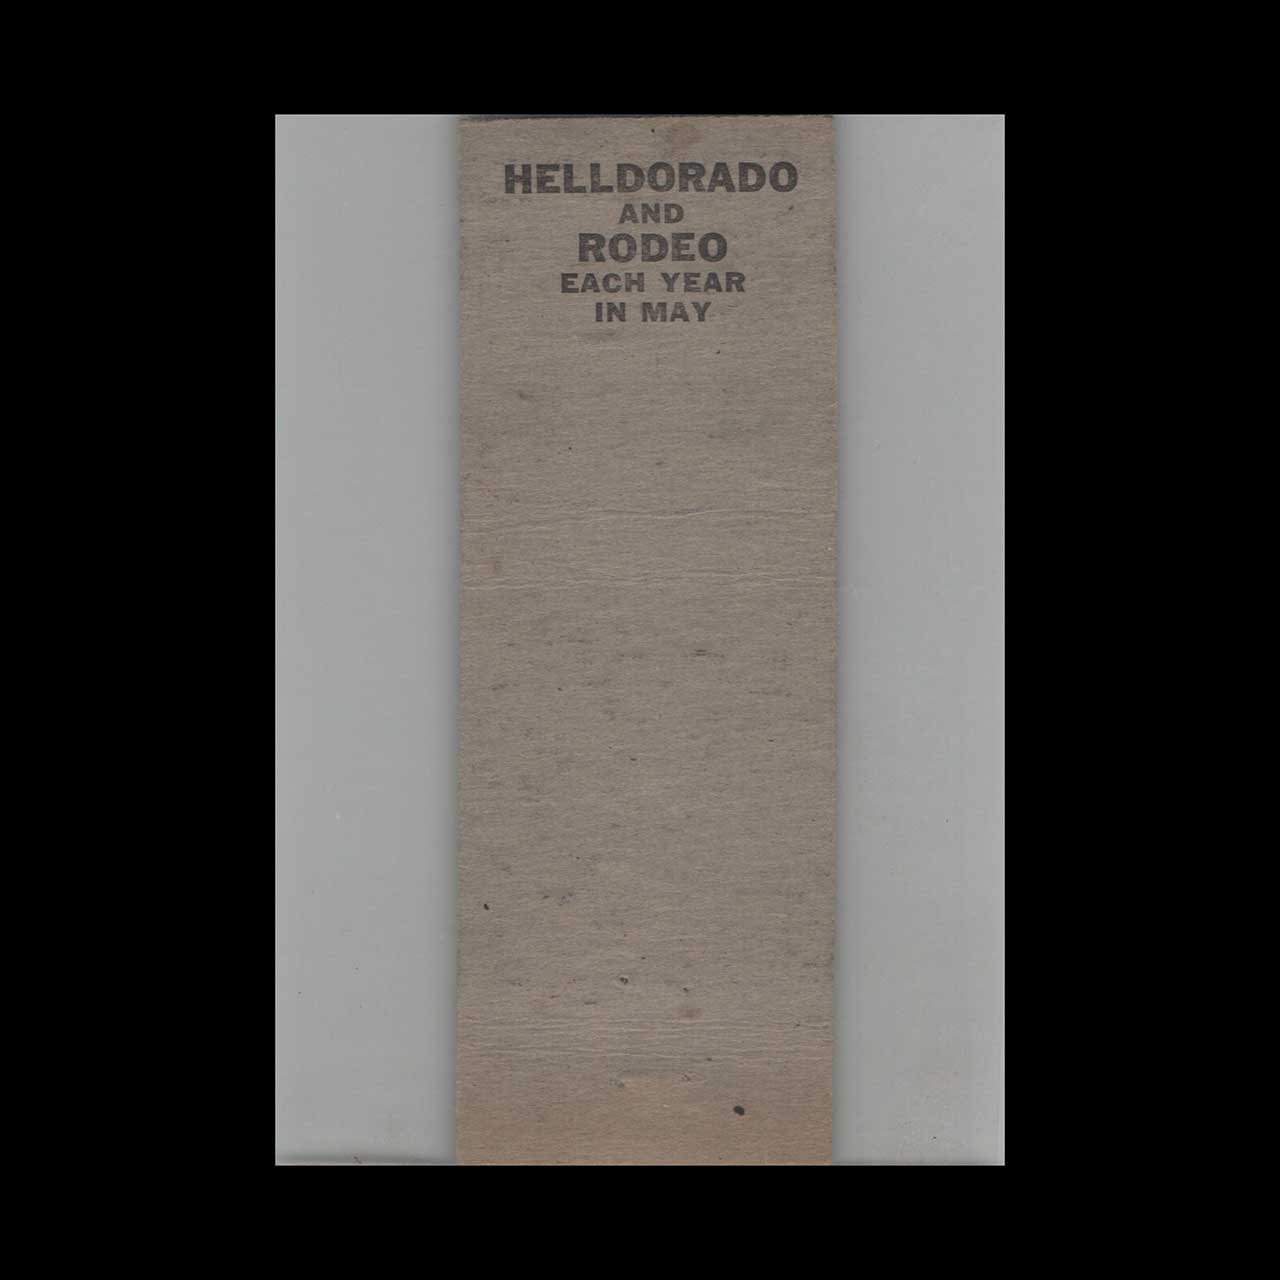 HELLDORADO
AND
RODEO
EACH YEAR
IN MAY